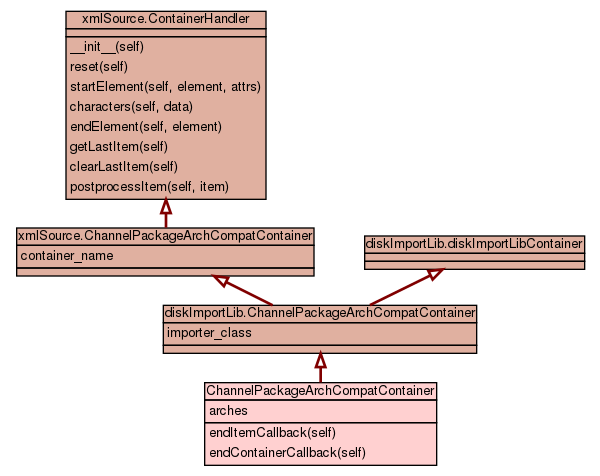 xmlSource.ContainerHandler
__init__(self)
reset(self)
startElement(self, element, attrs)
characters(self, data)
endElement(self, element)
getLastItem(self)
clearLastItem(self)
postprocessItem(self, item)
xmlSource.ChannelPackageArchCompatContainer
container_name
diskImportLib.diskImportLibContainer
diskImportLib.ChannelPackageArchCompatContainer
importer_class
ChannelPackageArchCompatContainer
arches
endItemCallback(self)
endContainerCallback(self)